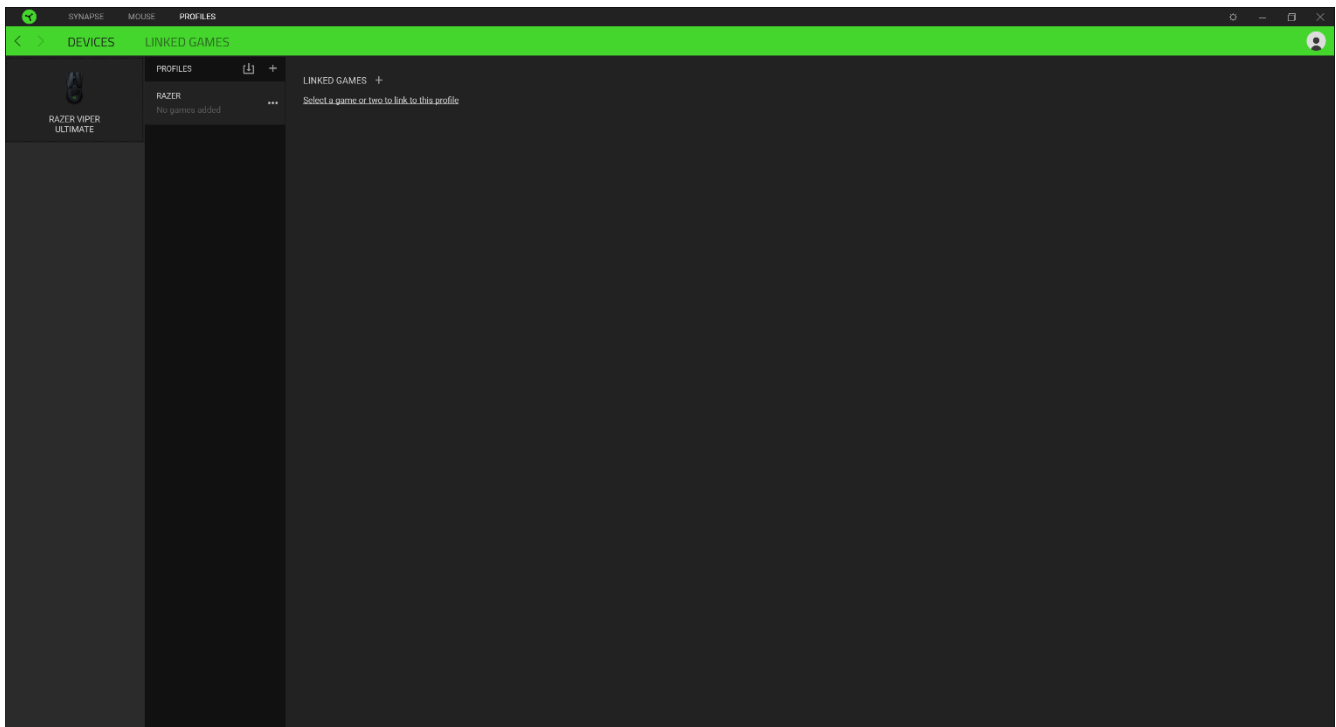 SYNAPSE MOUSE PROFILES
DEVICES LINKED GAMES
RAZER VIPER
ULTIMATE
PROFILES
RAZER
No games added
LINKED GAMES
Select a game or two to link to this profile